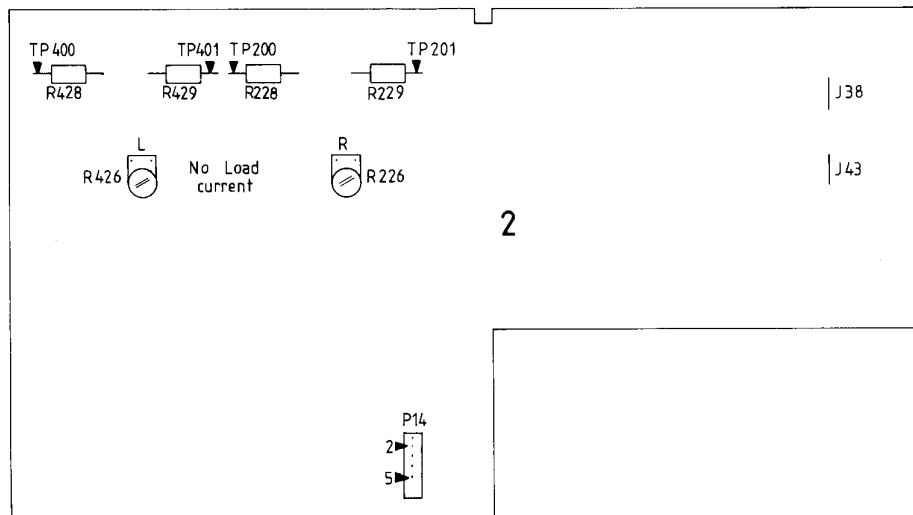 TP400
TP401
TP200
TP201
R428
R429
R228
R229
J38
L
R
R426
No Load
current
R226
J43
2
P14
2
5